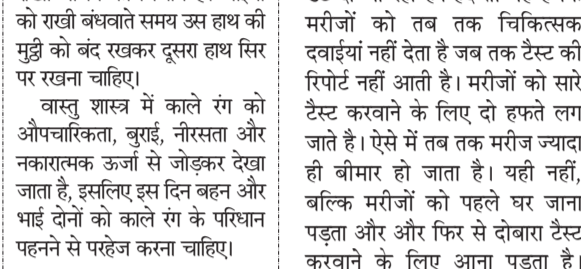 को राखी बंधवाते समय उस हाथ की
मुट्ठी को बंद रखकर दूसरा हाथ सिर
पर रखना चाहिए।
वास्तु शास्त्र में काले रंग को
औपचारिकता, बुराई, नीरसता और
नकारात्मक ऊर्जा से जोड़कर देखा
जाता है, इसलिए इस दिन बहन और
भाई दोनों को काले रंग के परिधान
पहनने से परहेज करना चाहिए।
मरीजों को तब तक चिकित्सक
दवाईयां नहीं देता है जब तक टैस्ट की
रिपोर्ट नहीं आती है। मरीजों को सारे
टैस्ट करवाने के लिए दो हफते लग
जाते है। ऐसे में तब तक मरीज ज्यादा
ही बीमार हो जाता है। यही नहीं,
बल्कि मरीजों को पहले घर जाना
पड़ता और और फिर से दोबारा टैस्ट
करवाने के लिए आना पड़ता है।